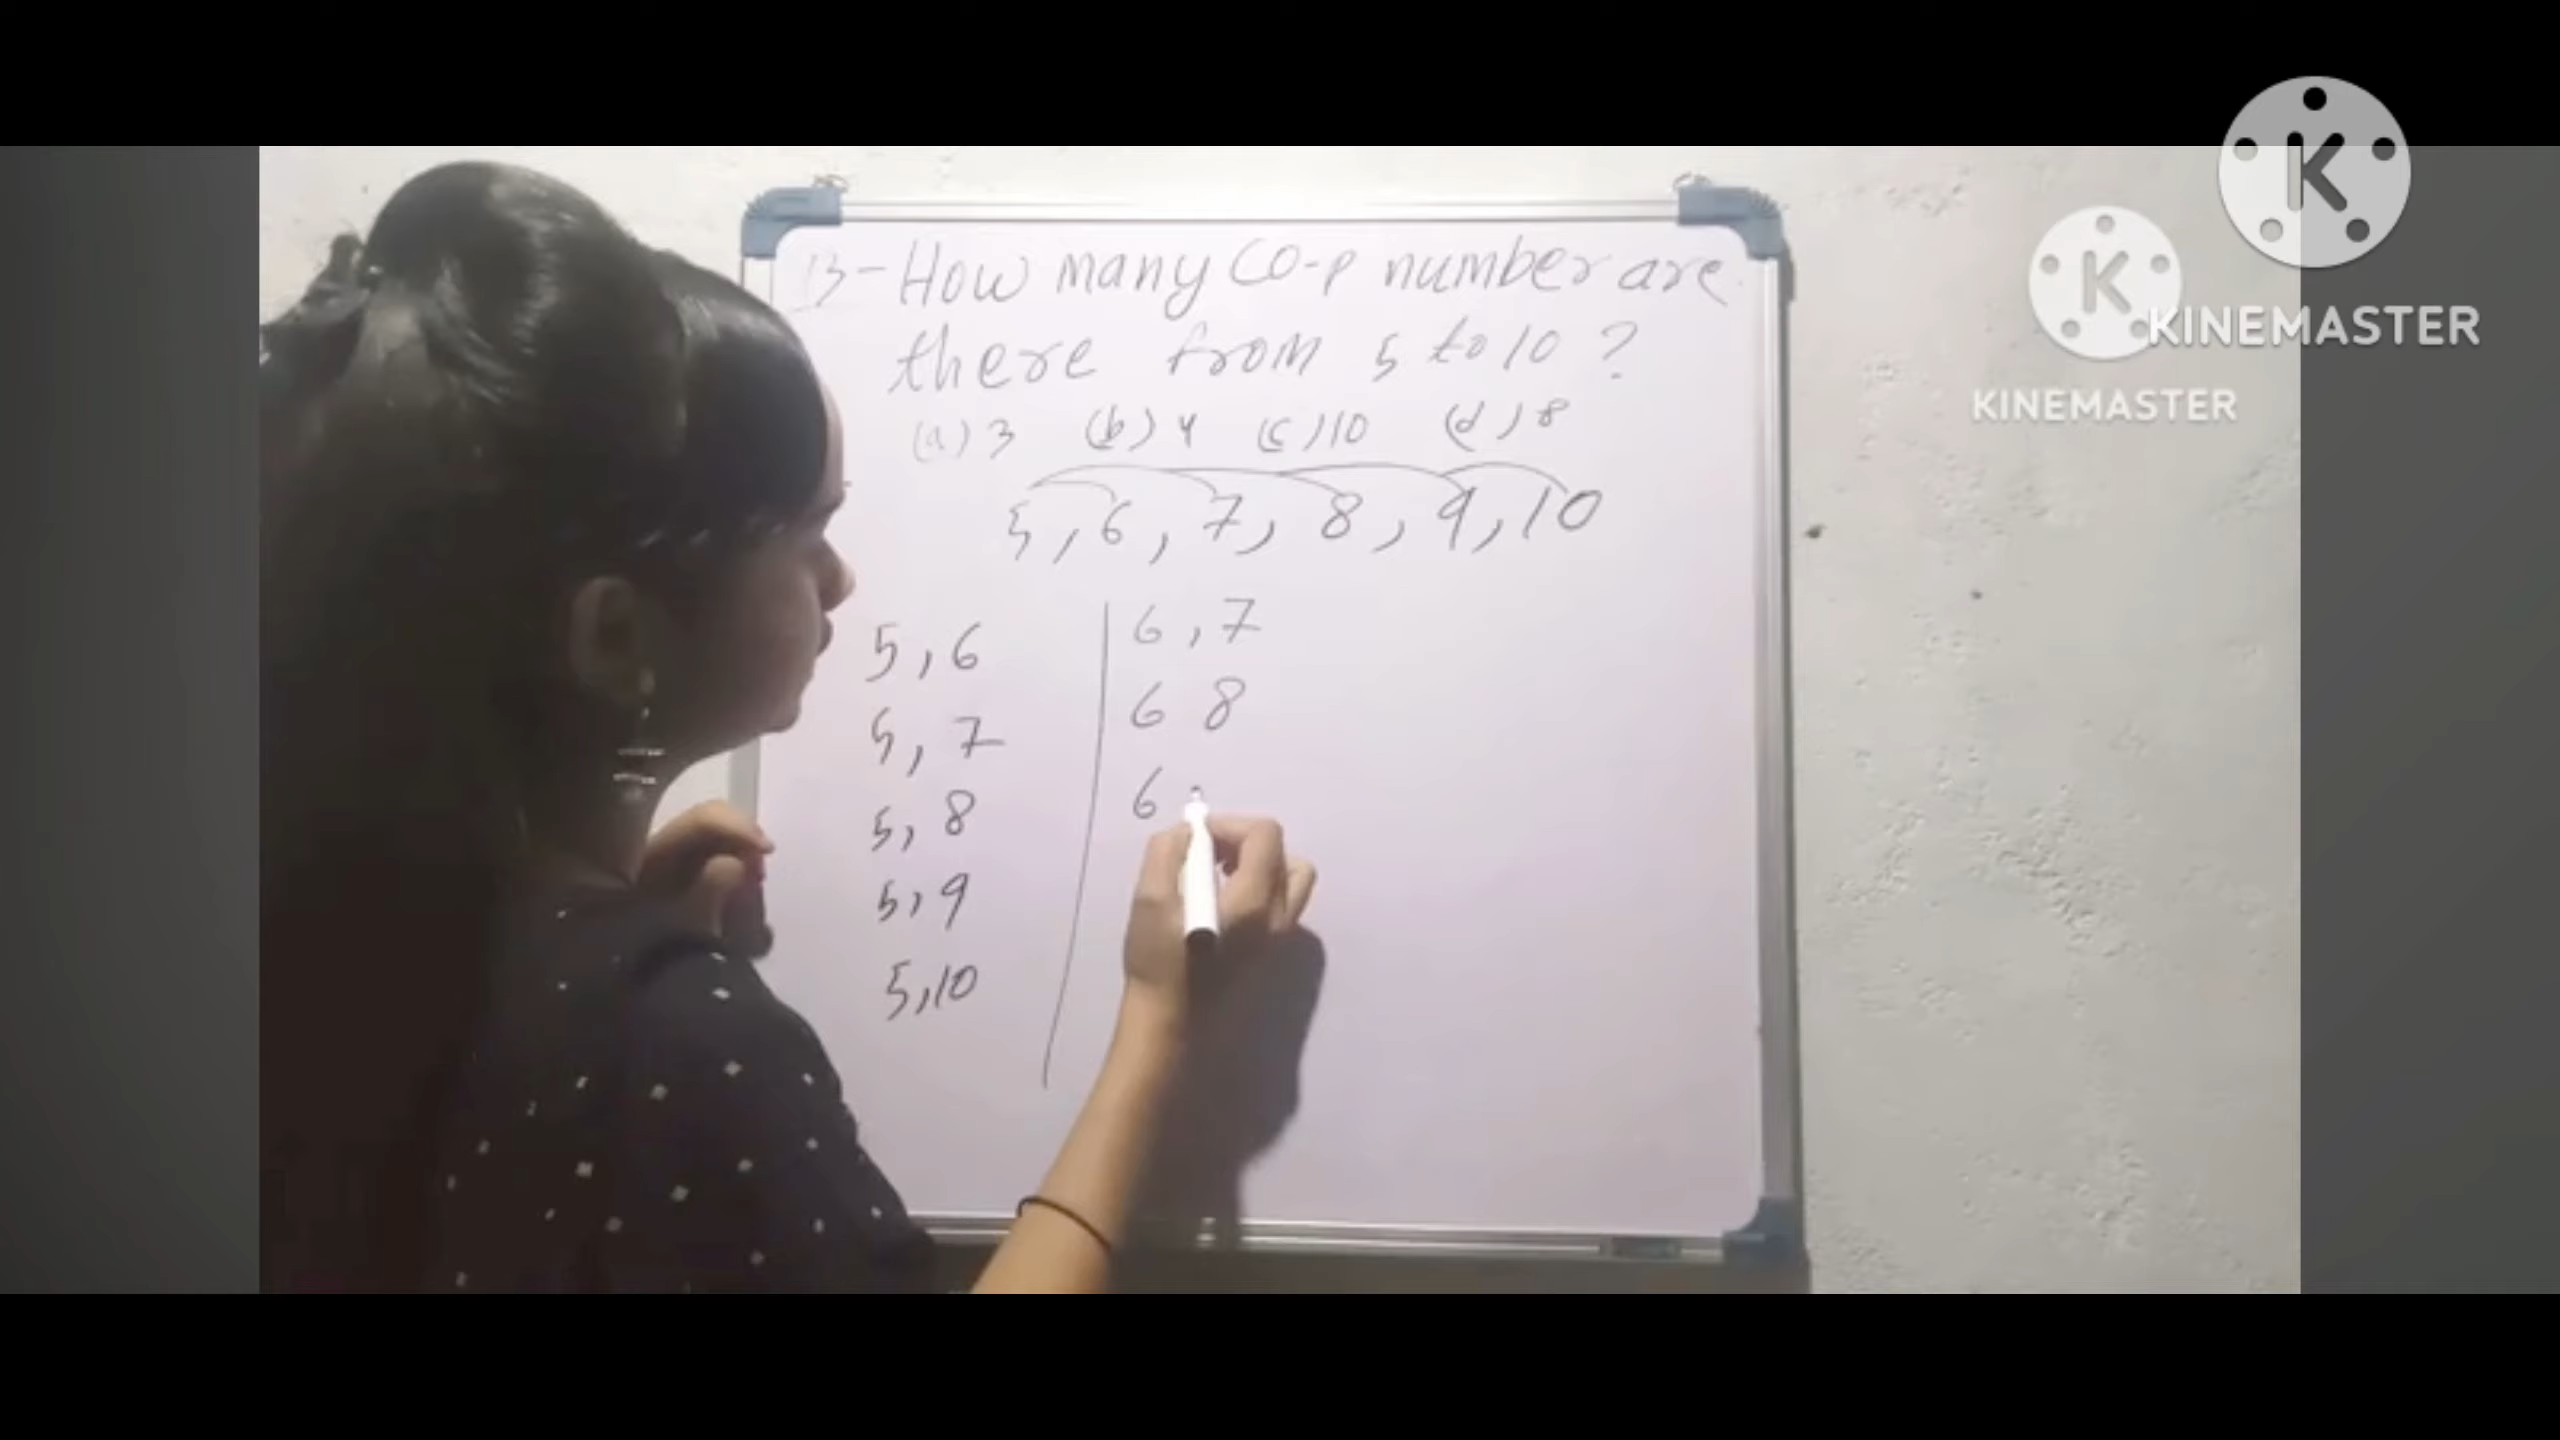 13-How many Co-p number are
there from 5 to 10 ?
(a) 3 (b) 4 (c) 10 (d) 8
5, 6, 7, 8, 9, 10
5, 6
5, 7
5, 8
5, 9
5, 10
6, 7
6 8
6
KINEMASTER
KINEMASTER